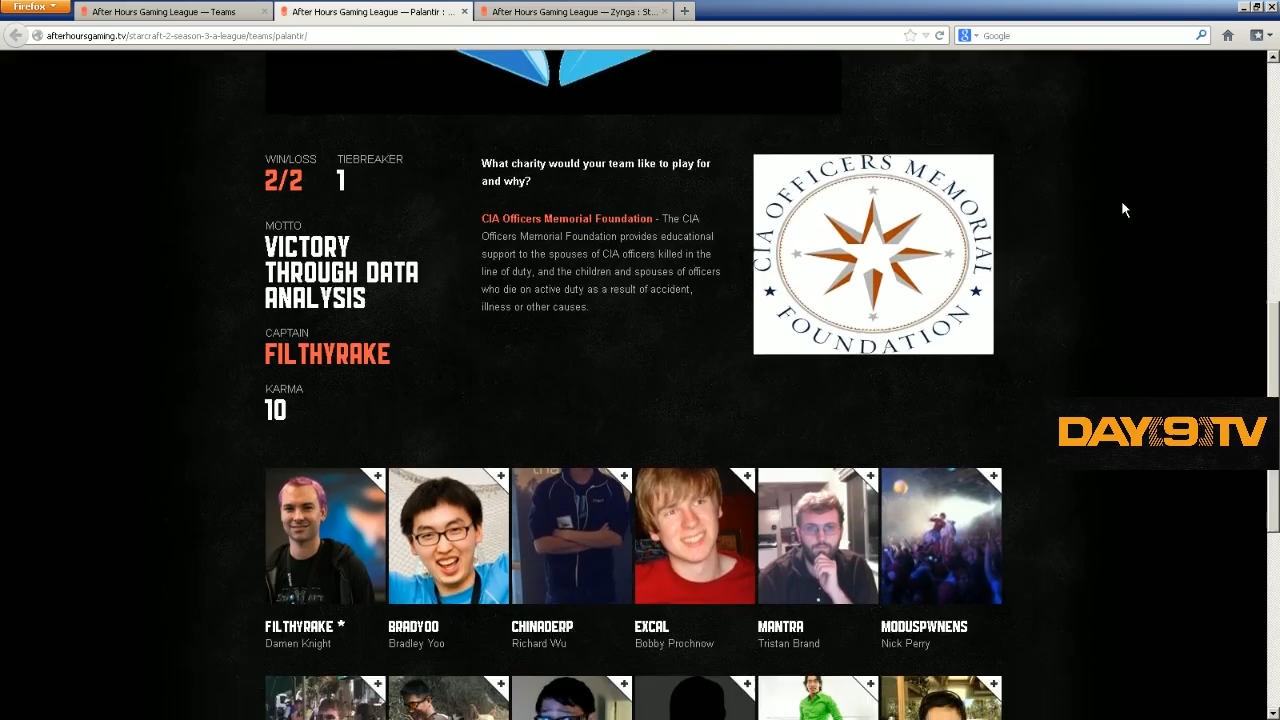 Firefox
After Hours Gaming League — Teams
After Hours Gaming League — Palantir : ...
After Hours Gaming League — Zynga : St...
afterhoursgaming.tv/starcraft-2-season-3-a-league/teams/palantir/
Google
WIN/LOSS
TIEBREAKER
2/2
1
MOTTO
VICTORY
THROUGH DATA
ANALYSIS
CAPTAIN
FILTHYRAKE
KARMA
10
What charity would your team like to play for
and why?
CIA Officers Memorial Foundation - The CIA
Officers Memorial Foundation provides educational
support to the spouses of CIA officers killed in the
line of duty, and the children and spouses of officers
who die on active duty as a result of accident,
illness or other causes.
CIA OFFICERS MEMORIAL
FOUNDATION
DAY[9]TV
FILTHYRAKE *
Damen Knight
BRADYOO
Bradley Yoo
CHINADERP
Richard Wu
EXCAL
Bobby Prochnow
MANTRA
Tristan Brand
MODUSPWNENS
Nick Perry